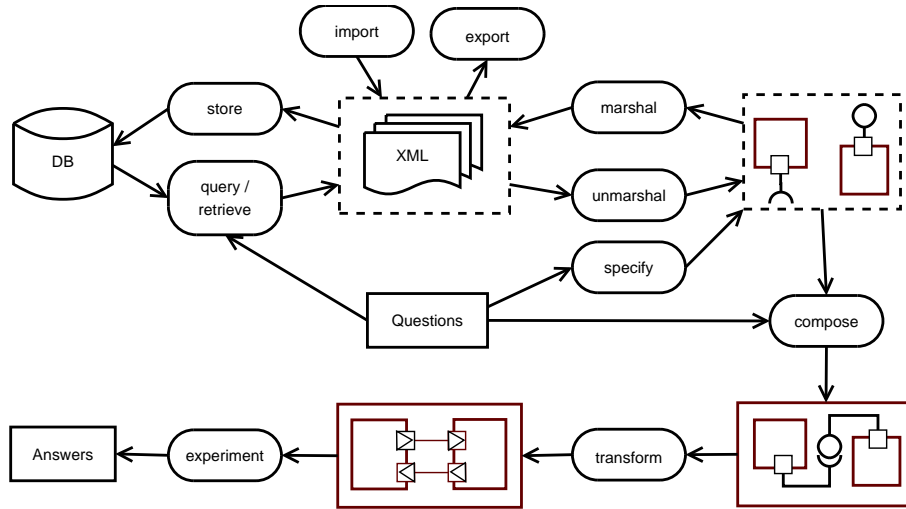 import
export
store
marshal
DB
XML
query /
retrieve
unmarshal
specify
Questions
compose
Answers
experiment
transform